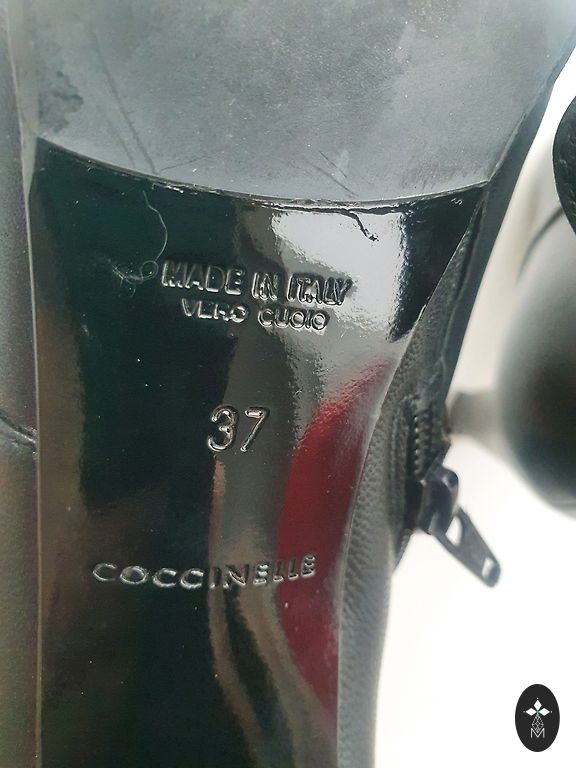 MADE IN ITALY
VERO CUOIO
37
COCCINELLE
M